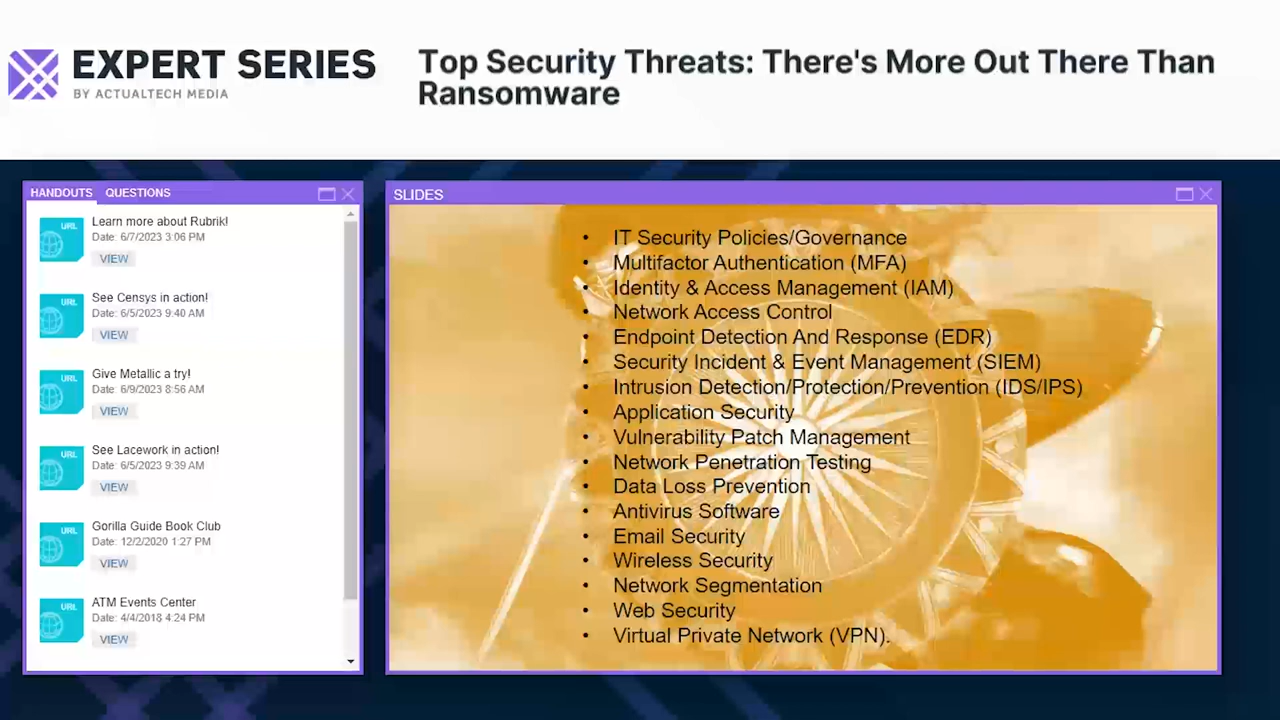 EXPERT SERIES
BY ACTUALTECH MEDIA
Top Security Threats: There's More Out There Than
Ransomware
HANDOUTS QUESTIONS
URL
Learn more about Rubrik!
Date: 6/7/2023 3:06 PM
VIEW
URL
See Censys in action!
Date: 6/5/2023 9:40 AM
VIEW
URL
Give Metallic a try!
Date: 6/9/2023 8:56 AM
VIEW
URL
See Lacework in action!
Date: 6/5/2023 9:39 AM
VIEW
URL
Gorilla Guide Book Club
Date: 12/2/2020 1:27 PM
VIEW
URL
ATM Events Center
Date: 4/4/2018 4:24 PM
VIEW
SLIDES
• IT Security Policies/Governance
• Multifactor Authentication (MFA)
• Identity & Access Management (IAM)
• Network Access Control
• Endpoint Detection And Response (EDR)
• Security Incident & Event Management (SIEM)
• Intrusion Detection/Protection/Prevention (IDS/IPS)
• Application Security
• Vulnerability Patch Management
• Network Penetration Testing
• Data Loss Prevention
• Antivirus Software
• Email Security
• Wireless Security
• Network Segmentation
• Web Security
• Virtual Private Network (VPN).